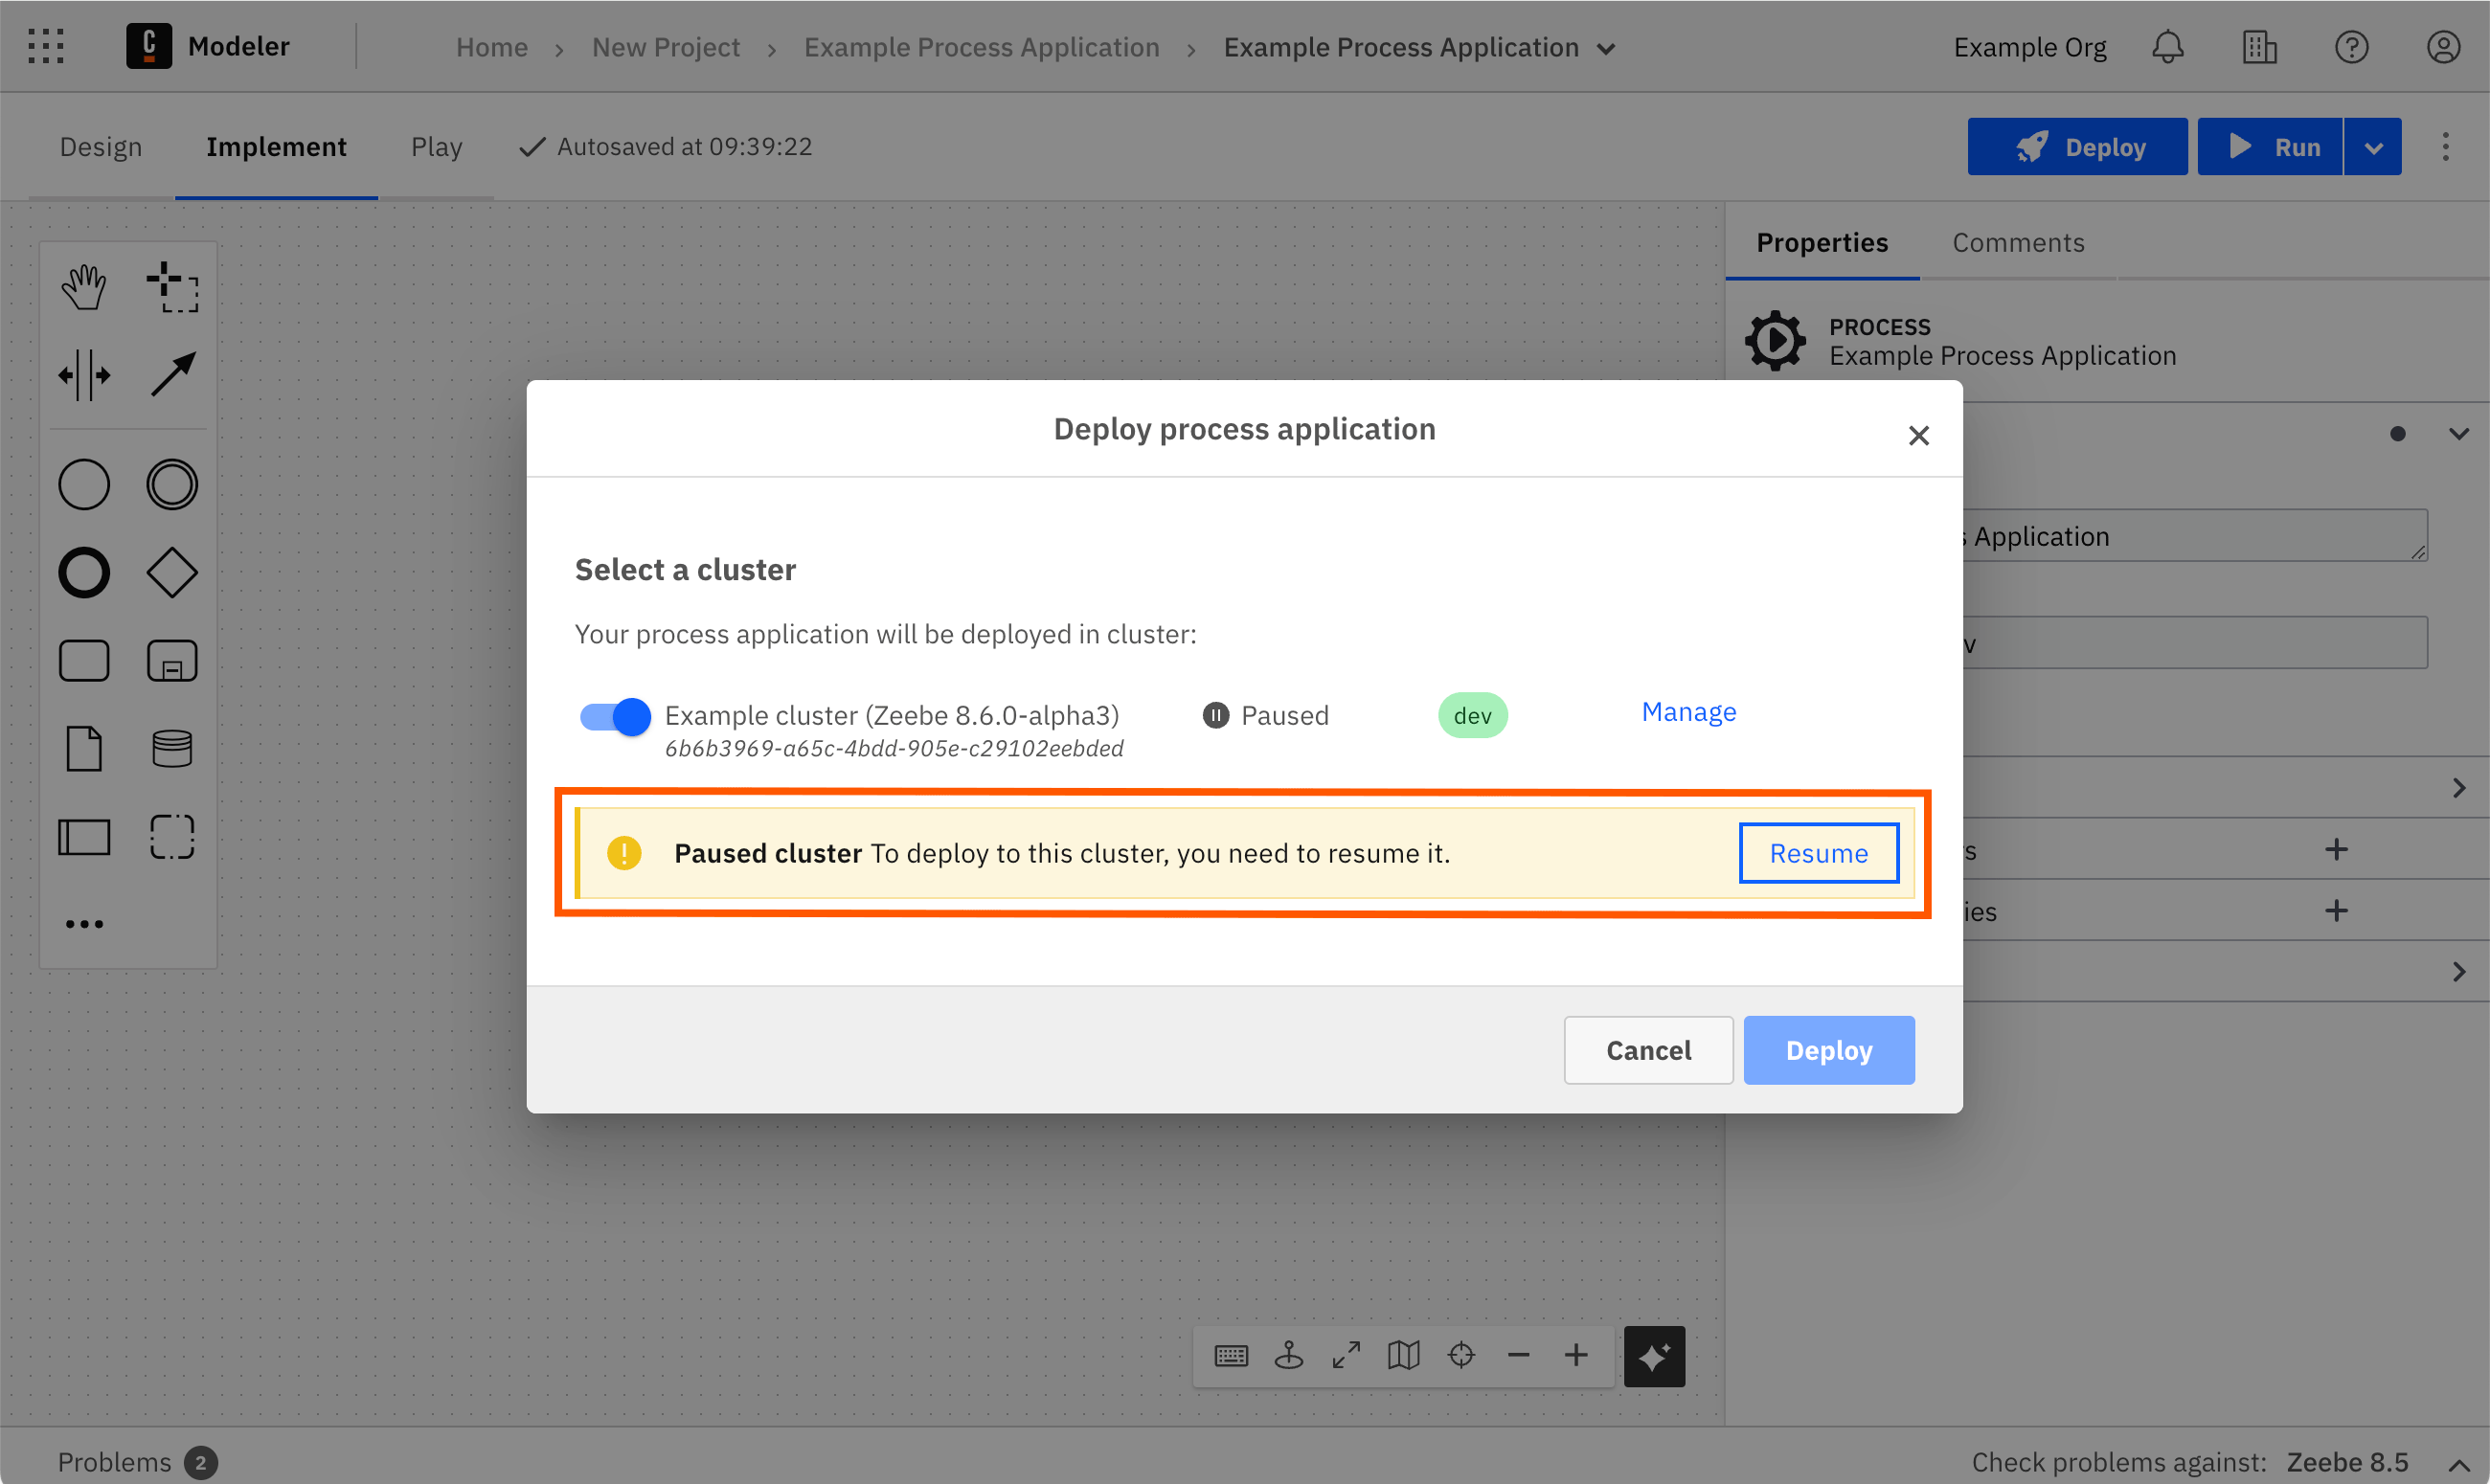 C Modeler Home › New Project › Example Process Application › Example Process Application Example Org
Design Implement Play Autosaved at 09:39:22 Deploy Run
Properties Comments
PROCESS
Example Process Application
Deploy process application
Select a cluster
s Application
Your process application will be deployed in cluster:
v
Example cluster (Zeebe 8.6.0-alpha3) Paused dev Manage
6b6b3969-a65c-4bdd-905e-c29102eebded
Paused cluster To deploy to this cluster, you need to resume it. Resume
s
ies
Cancel Deploy
Problems 2 Check problems against: Zeebe 8.5